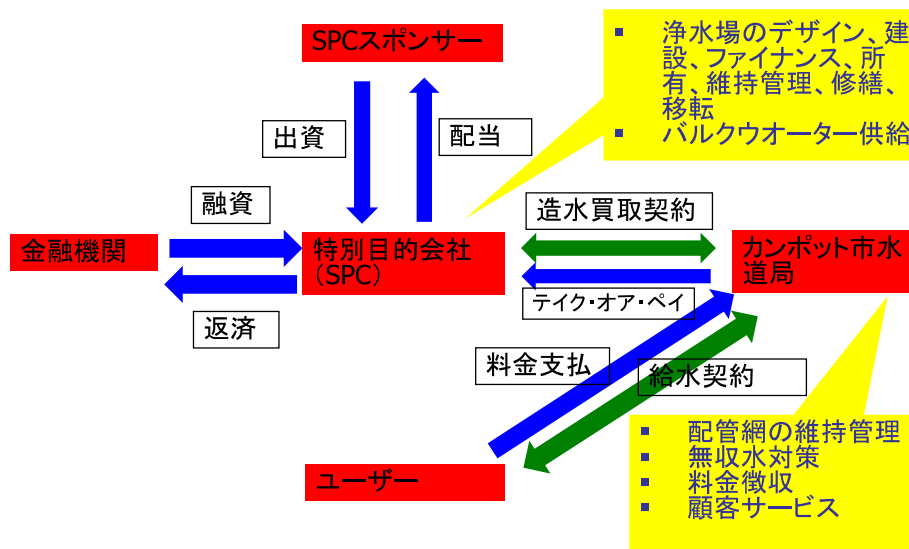 SPCスポンサー
▪ 浄水場のデザイン、建
設、ファイナンス、所
有、維持管理、修繕、
移転
▪ バルクウオーター供給
出資
配当
融資
造水買取契約
金融機関
特別目的会社
(SPC)
カンポット市水
道局
テイク・オア・ペイ
返済
料金支払
給水契約
ユーザー
▪ 配管網の維持管理
▪ 無収水対策
▪ 料金徴収
▪ 顧客サービス